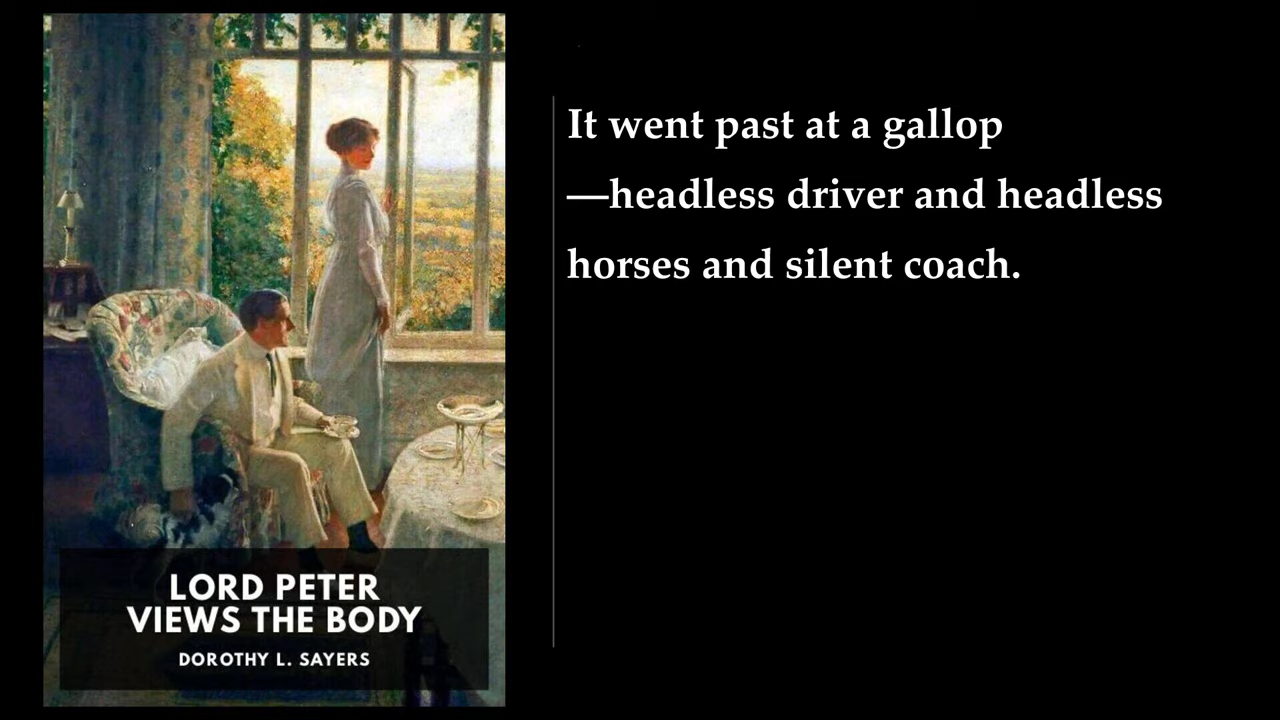 It went past at a gallop
—headless driver and headless
horses and silent coach.
LORD PETER
VIEWS THE BODY
DOROTHY L. SAYERS